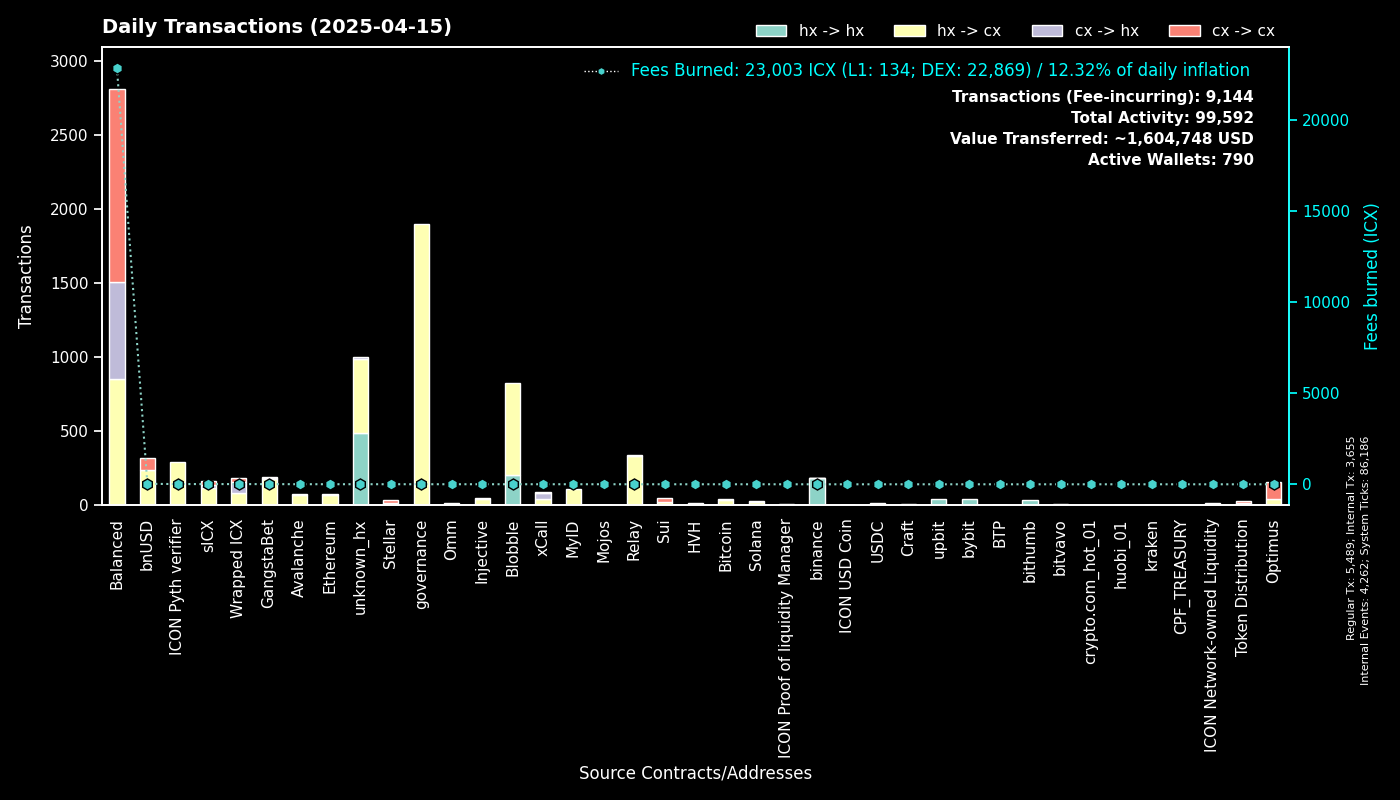 Daily Transactions (2025-04-15)
hx -> hx
hx -> cx
cx -> hx
cx -> cx
Fees Burned: 23,003 ICX (L1: 134; DEX: 22,869) / 12.32% of daily inflation
Transactions (Fee-incurring): 9,144
Total Activity: 99,592
Value Transferred: ~1,604,748 USD
Active Wallets: 790
Transactions
3000
2500
2000
1500
1000
500
0
20000
15000
10000
5000
0
Fees burned (ICX)
Regular Tx: 5,489; Internal Tx: 3,655
Internal Events: 4,262; System Ticks: 86,186
Balanced
bnUSD
ICON Pyth verifier
sICX
Wrapped ICX
GangstaBet
Avalanche
Ethereum
unknown_hx
Stellar
governance
Omm
Injective
Blobble
xCall
MyID
Mojos
Relay
Sui
HVH
Bitcoin
Solana
ICON Proof of liquidity Manager
binance
ICON USD Coin
USDC
Craft
upbit
bybit
BTP
bithumb
bitvavo
crypto.com_hot_01
huobi_01
kraken
CPF_TREASURY
ICON Network-owned Liquidity
Token Distribution
Optimus
Source Contracts/Addresses